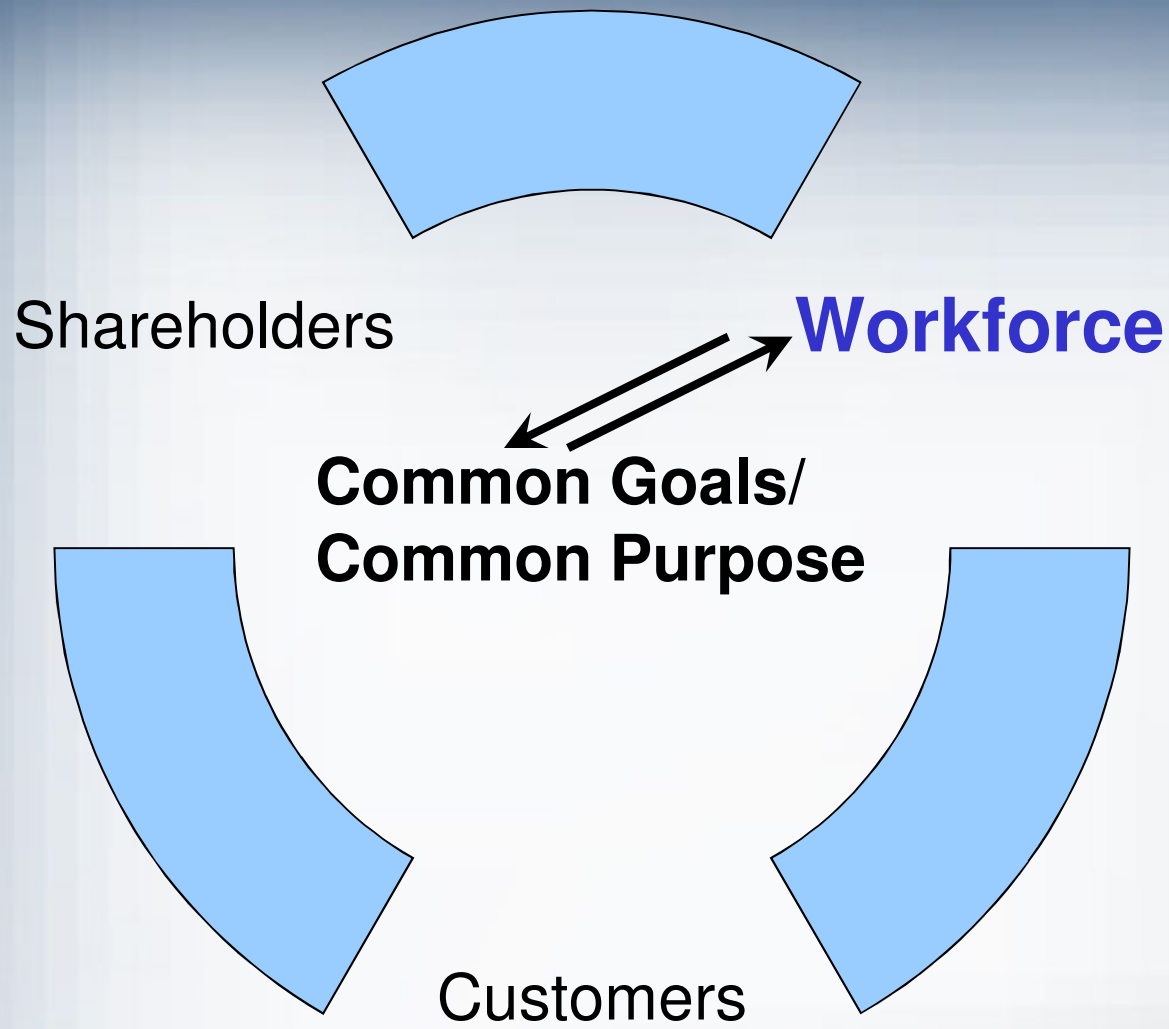 Shareholders
Workforce
Common Goals/
Common Purpose
Customers